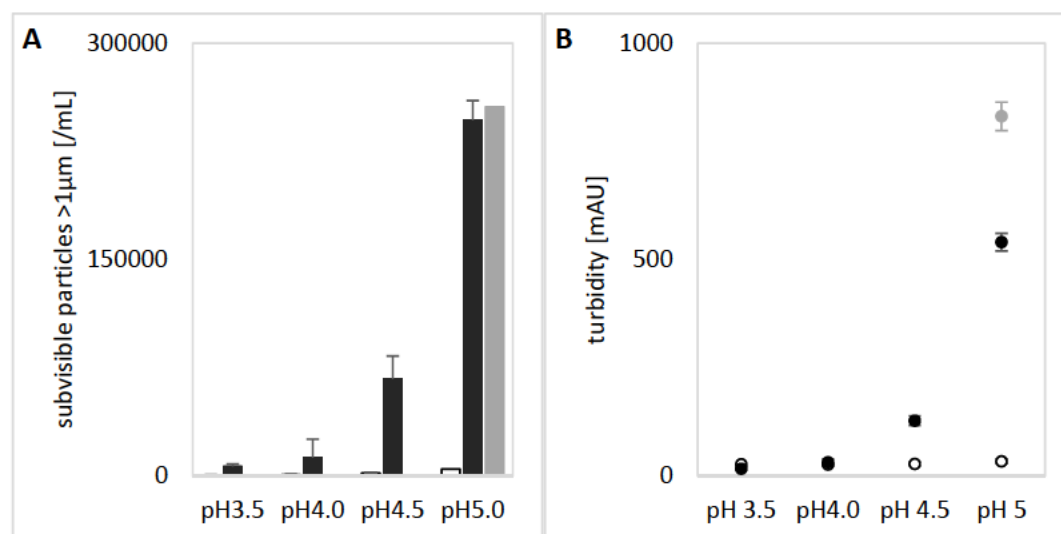 A
subvisible particles >1µm [/mL]
300000
150000
0
pH3.5 pH4.0 pH4.5 pH5.0
B
turbidity [mAU]
1000
500
0
pH 3.5 pH4.0 pH 4.5 pH 5